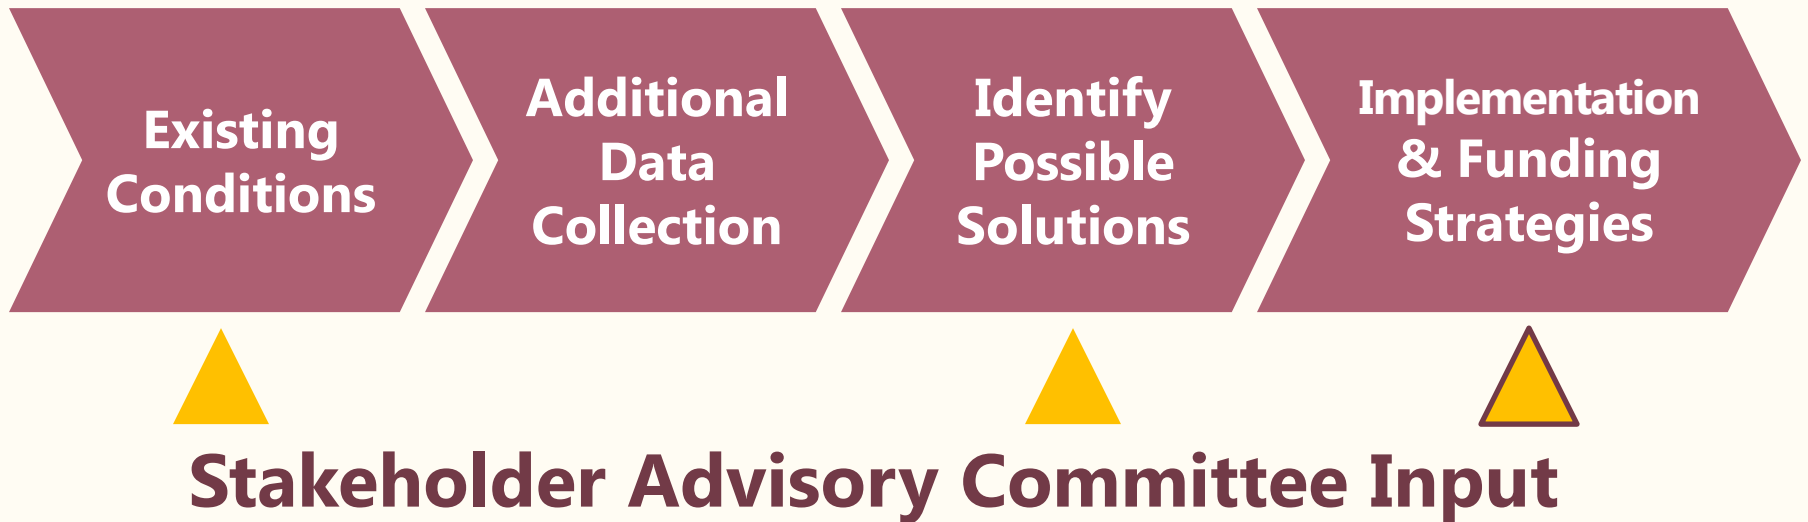 Existing
Conditions
Additional
Data
Collection
Identify
Possible
Solutions
Implementation
& Funding
Strategies
Stakeholder Advisory Committee Input